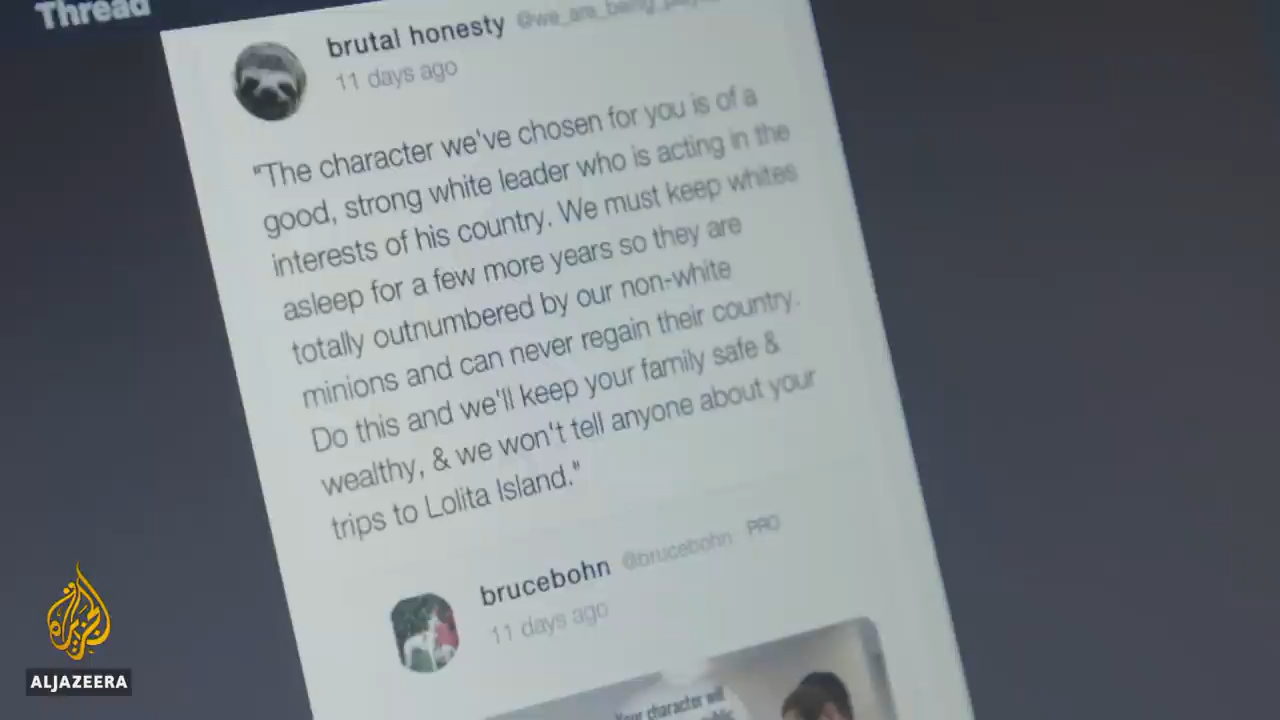 Thread
brutal honesty
11 days ago
"The character we've chosen for you is of a
good, strong white leader who is acting in the
interests of his country. We must keep whites
asleep for a few more years so they are
totally outnumbered by our non-white
minions and can never regain their country.
Do this and we'll keep your family safe &
wealthy, & we won't tell anyone about your
trips to Lolita Island."
brucebohn @brucebohn PRO
11 days ago
Your character will
ALJAZEERA